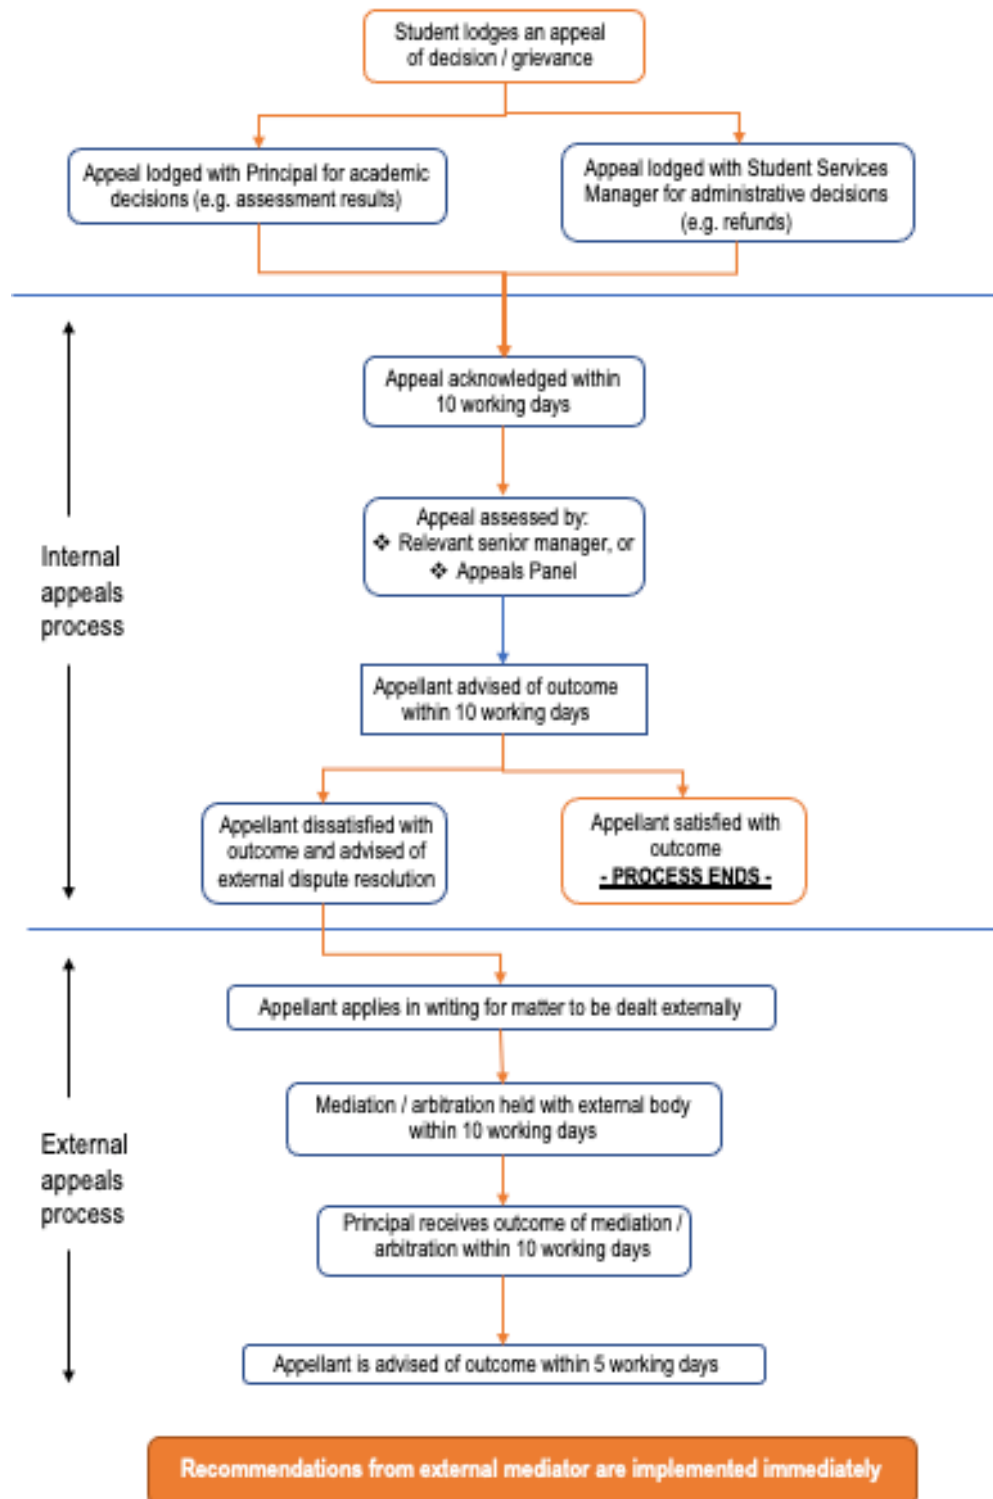 Student lodges an appeal
of decision / grievance
Appeal lodged with Principal for academic
decisions (e.g. assessment results)
Appeal lodged with Student Services
Manager for administrative decisions
(e.g. refunds)
Appeal acknowledged within
10 working days
Appeal assessed by:
❖ Relevant senior manager, or
❖ Appeals Panel
Internal
appeals
process
Appellant advised of outcome
within 10 working days
Appellant dissatisfied with
outcome and advised of
external dispute resolution
Appellant satisfied with
outcome
- PROCESS ENDS -
Appellant applies in writing for matter to be dealt externally
Mediation / arbitration held with external body
within 10 working days
External
appeals
process
Principal receives outcome of mediation /
arbitration within 10 working days
Appellant is advised of outcome within 5 working days
Recommendations from external mediator are implemented immediately